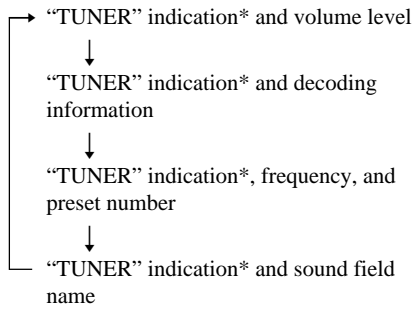 “TUNER” indication* and volume level
“TUNER” indication* and decoding
information
“TUNER” indication*, frequency, and
preset number
“TUNER” indication* and sound field
name